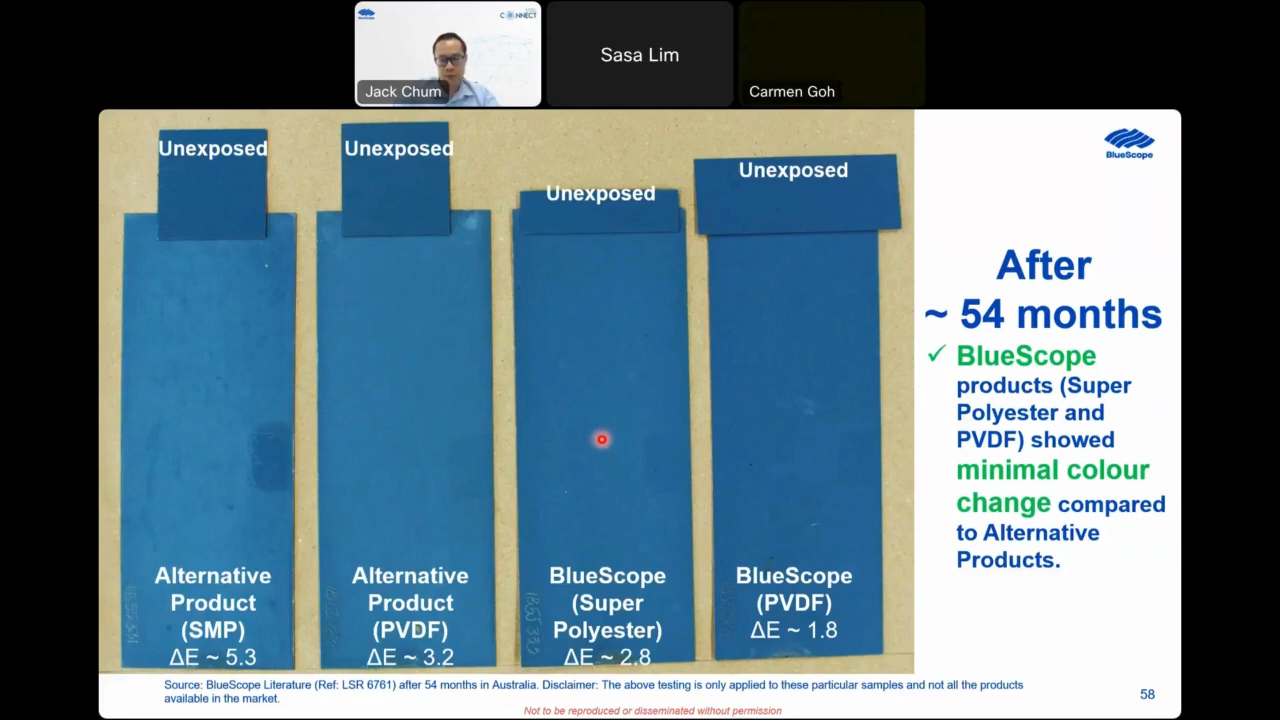 BlueScope
CONNECT
Jack Chum
Sasa Lim
Carmen Goh
Unexposed
Unexposed
Unexposed
Unexposed
Alternative
Product
(SMP)
ΔE ~ 5.3
Alternative
Product
(PVDF)
ΔE ~ 3.2
BlueScope
(Super
Polyester)
ΔE ~ 2.8
BlueScope
(PVDF)
ΔE ~ 1.8
BlueScope
After
~ 54 months
✓ BlueScope
products (Super
Polyester and
PVDF) showed
minimal colour
change compared
to Alternative
Products.
Source: BlueScope Literature (Ref: LSR 6761) after 54 months in Australia. Disclaimer: The above testing is only applied to these particular samples and not all the products
available in the market.
Not to be reproduced or disseminated without permission
58